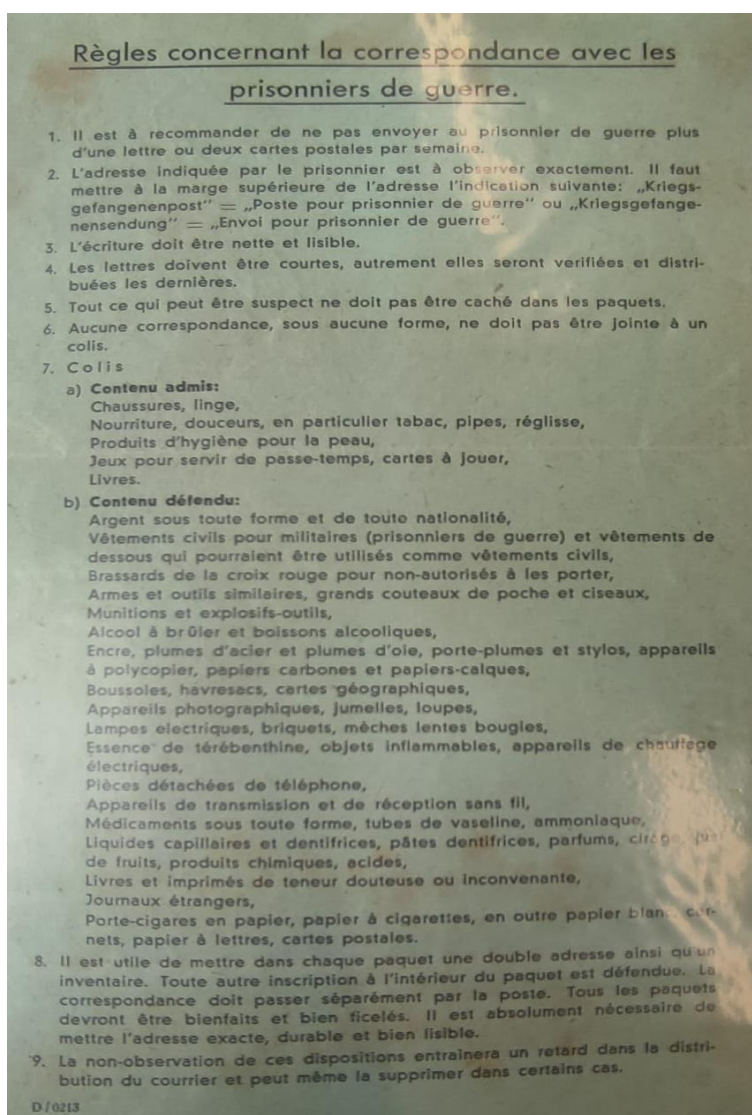 Règles concernant la correspondance avec les
prisonniers de guerre.
1. Il est à recommander de ne pas envoyer au prisonnier de guerre plus
d'une lettre ou deux cartes postales par semaine.
2. L'adresse indiquée par le prisonnier est à observer exactement. Il faut
mettre à la marge supérieure de l'adresse l'indication suivante: „Kriegs-
gefangenenpost" = „Poste pour prisonnier de guerre" ou „Kriegsgefange-
nensendung" = „Envoi pour prisonnier de guerre".
3. L'écriture doit être nette et lisible.
4. Les lettres doivent être courtes, autrement elles seront verifiées et distri-
buées les dernières.
5. Tout ce qui peut être suspect ne doit pas être caché dans les paquets.
6. Aucune correspondance, sous aucune forme, ne doit pas être jointe à un
colis.
7. Colis
a) Contenu admis:
Chaussures, linge,
Nourriture, douceurs, en particulier tabac, pipes, réglisse,
Produits d'hygiène pour la peau,
Jeux pour servir de passe-temps, cartes à jouer,
Livres.
b) Contenu défendu:
Argent sous toute forme et de toute nationalité,
Vêtements civils pour militaires (prisonniers de guerre) et vêtements de
dessous qui pourraient être utilisés comme vêtements civils,
Brassards de la croix rouge pour non-autorisés à les porter,
Armes et outils similaires, grands couteaux de poche et ciseaux,
Munitions et explosifs-outils,
Alcool à brûler et boissons alcooliques,
Encre, plumes d'acier et plumes d'oie, porte-plumes et stylos, appareils
à polycopier, papiers carbones et papiers-calques,
Boussoles, havresacs, cartes géographiques,
Appareils photographiques, jumelles, loupes,
Lampes electriques, briquets, mèches lentes bougies,
Essence de térébenthine, objets inflammables, appareils de chauffage
électriques,
Pièces détachées de téléphone,
Appareils de transmission et de réception sans fil,
Médicaments sous toute forme, tubes de vaseline, ammoniaque,
Liquides capillaires et dentifrices, pâtes dentifrices, parfums, cirage,
de fruits, produits chimiques, acides,
Livres et imprimés de teneur douteuse ou inconvenante,
Journaux étrangers,
Porte-cigares en papier, papier à cigarettes, en outre papier blanc, car-
nets, papier à lettres, cartes postales.
8. Il est utile de mettre dans chaque paquet une double adresse ainsi qu'un
inventaire. Toute autre inscription à l'intérieur du paquet est défendue. La
correspondance doit passer séparément par la poste. Tous les paquets
devront être bienfaits et bien ficelés. Il est absolument nécessaire de
mettre l'adresse exacte, durable et bien lisible.
9. La non-observation de ces dispositions entrainera un retard dans la distri-
bution du courrier et peut même la supprimer dans certains cas.
D/0213